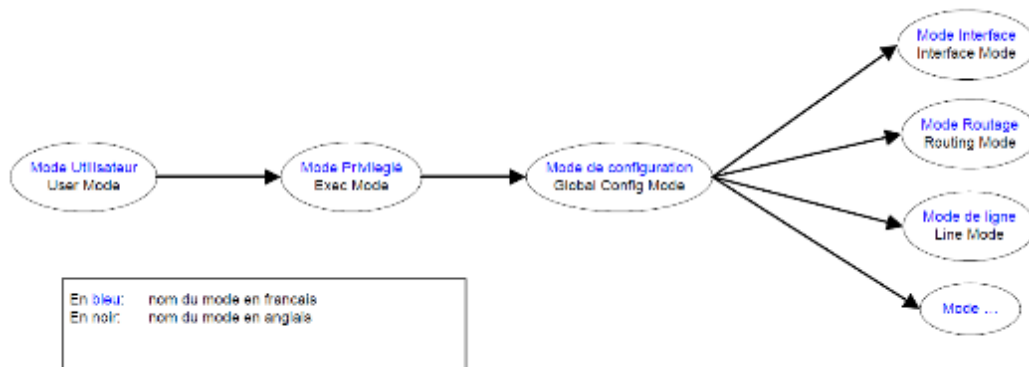 Mode Interface
Interface Mode
Mode Routage
Routing Mode
Mode Utilisateur
User Mode
Mode Privilegié
Exec Mode
Mode de configuration
Global Config Mode
Mode de ligne
Line Mode
Mode ...
En bleu: nom du mode en francais
En noir: nom du mode en anglais